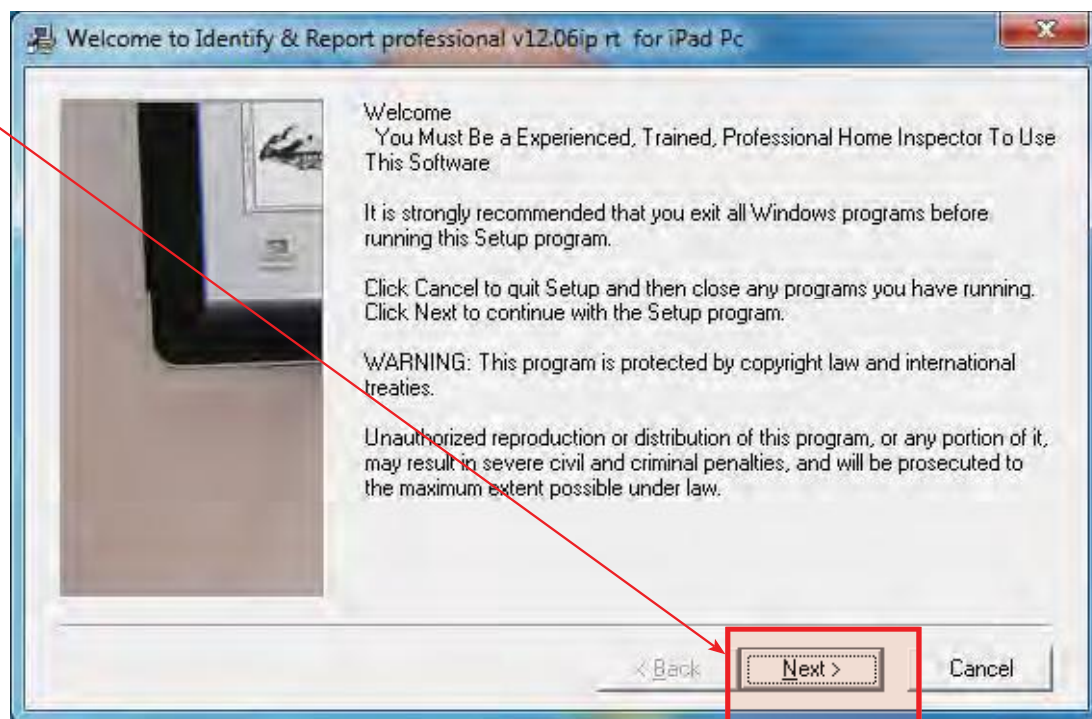 Welcome to Identify & Report professional v12.06ip rt for iPad Pc
Welcome
You Must Be a Experienced, Trained, Professional Home Inspector To Use
This Software
It is strongly recommended that you exit all Windows programs before
running this Setup program.
Click Cancel to quit Setup and then close any programs you have running.
Click Next to continue with the Setup program.
WARNING: This program is protected by copyright law and international
treaties.
Unauthorized reproduction or distribution of this program, or any portion of it,
may result in severe civil and criminal penalties, and will be prosecuted to
the maximum extent possible under law.
< Back
Next >
Cancel